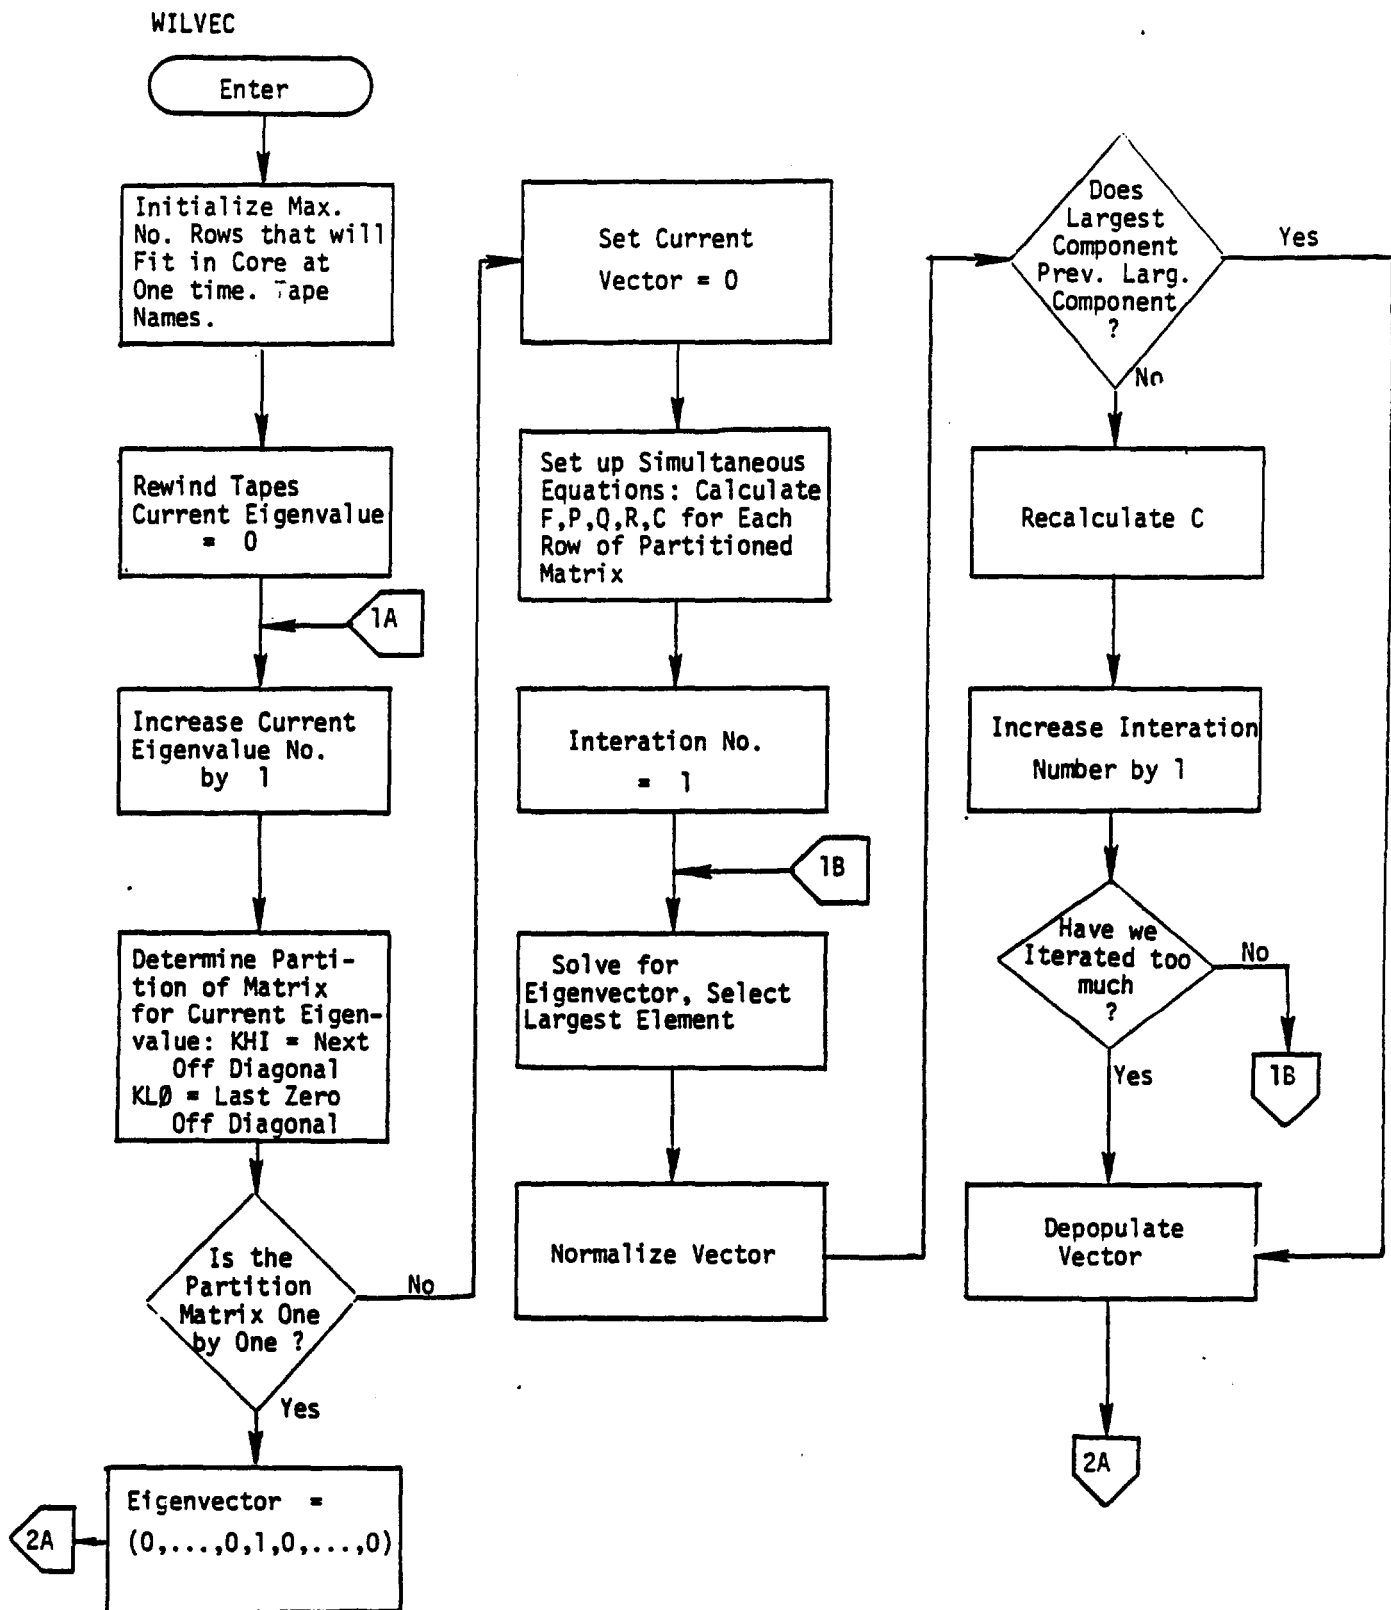 WILVEC
Enter
Initialize Max.
No. Rows that will
Fit in Core at
One time. Tape
Names.
Rewind Tapes
Current Eigenvalue
= 0
1A
Increase Current
Eigenvalue No.
by 1
Determine Parti-
tion of Matrix
for Current Eigen-
value: KHI = Next
Off Diagonal
KLØ = Last Zero
Off Diagonal
Is the
Partition
Matrix One
by One ?
No
Yes
Eigenvector =
(0,...,0,1,0,...,0)
2A
Set Current
Vector = 0
Set up Simultaneous
Equations: Calculate
F,P,Q,R,C for Each
Row of Partitioned
Matrix
Interation No.
= 1
1B
Solve for
Eigenvector, Select
Largest Element
Normalize Vector
Does
Largest
Component
Prev. Larg.
Component
?
Yes
No
Recalculate C
Increase Interation
Number by 1
Have we
Iterated too
much
?
No
1B
Yes
Depopulate
Vector
2A